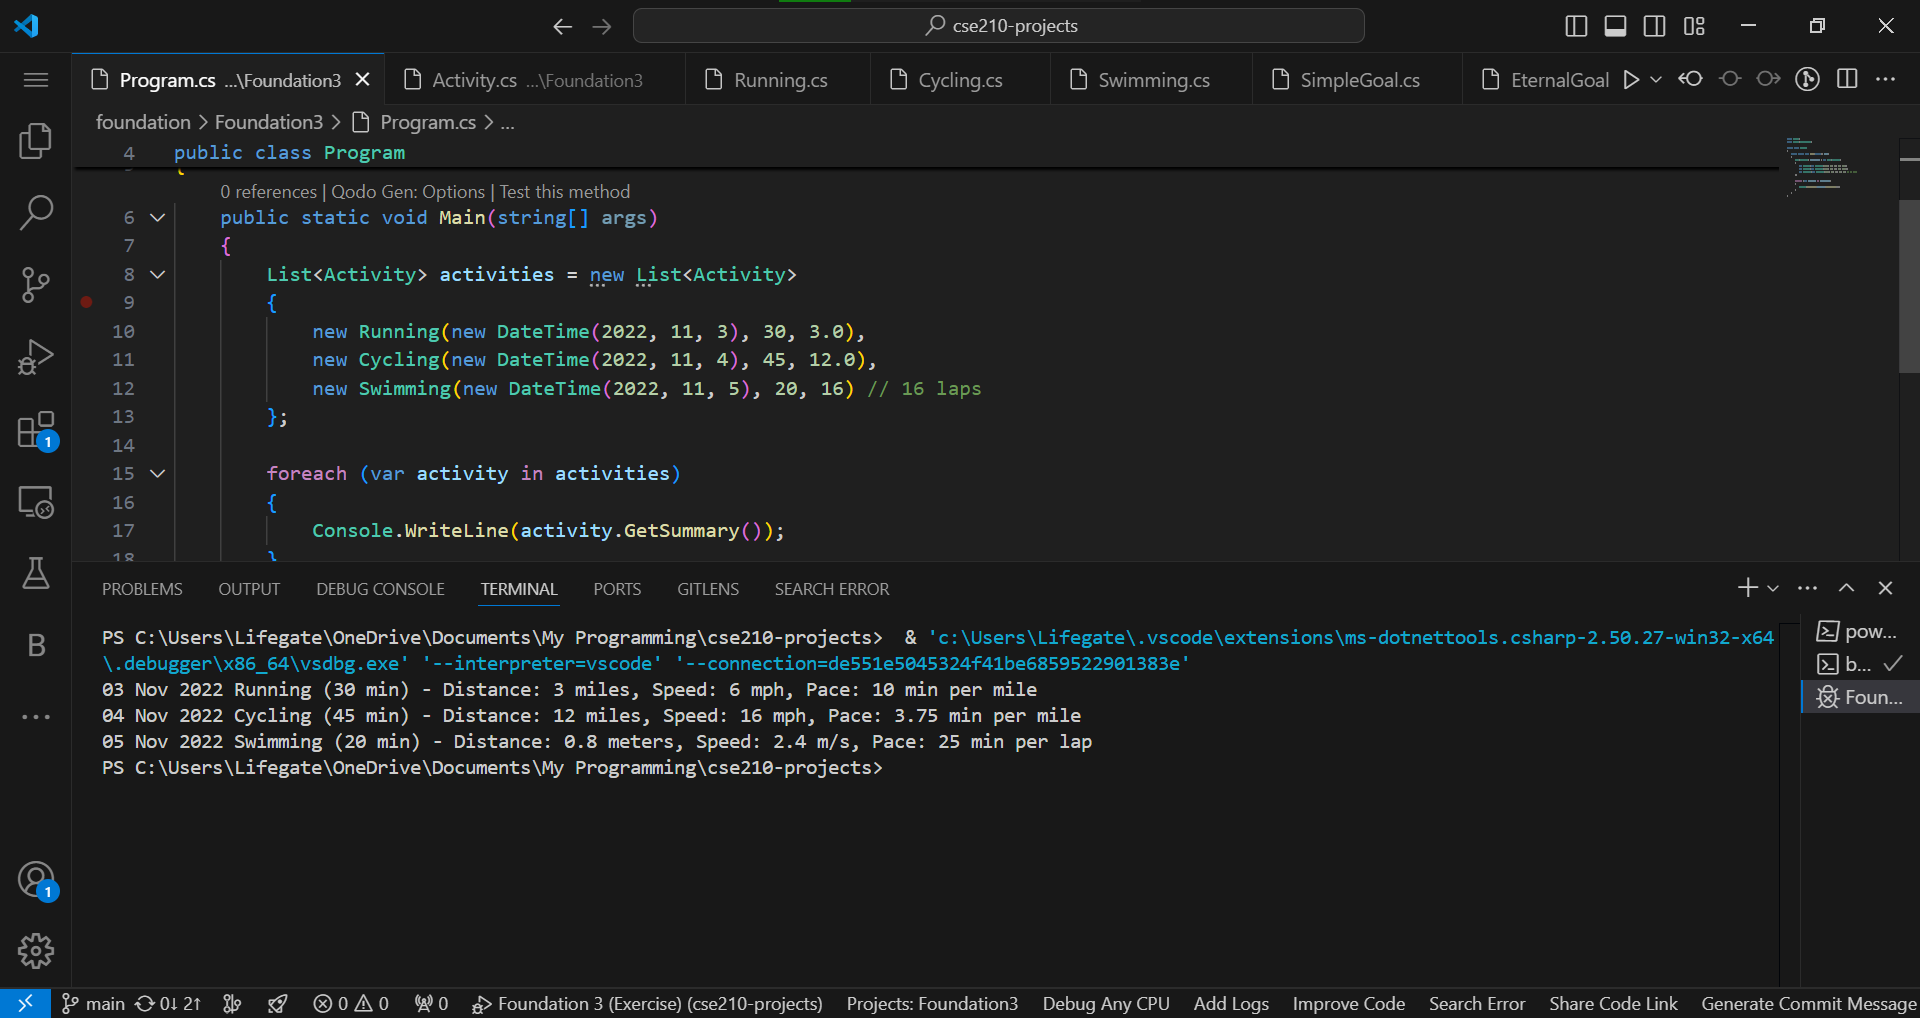 cse210-projects
Program.cs ...\Foundation3
Activity.cs ...\Foundation3
Running.cs
Cycling.cs
Swimming.cs
SimpleGoal.cs
EternalGoal
foundation > Foundation3 > Program.cs > ...
4 public class Program
{
0 references | Qodo Gen: Options | Test this method
6 public static void Main(string[] args)
7 {
8 List<Activity> activities = new List<Activity>
9 {
10 new Running(new DateTime(2022, 11, 3), 30, 3.0),
11 new Cycling(new DateTime(2022, 11, 4), 45, 12.0),
12 new Swimming(new DateTime(2022, 11, 5), 20, 16) // 16 laps
13 };
14
15 foreach (var activity in activities)
16 {
17 Console.WriteLine(activity.GetSummary());
18 }
1
B
1
PROBLEMS OUTPUT DEBUG CONSOLE TERMINAL PORTS GITLENS SEARCH ERROR
PS C:\Users\Lifegate\OneDrive\Documents\My Programming\cse210-projects> & 'c:\Users\Lifegate\.vscode\extensions\ms-dotnettools.csharp-2.50.27-win32-x64
\.debugger\x86_64\vsdbg.exe' '--interpreter=vscode' '--connection=de551e5045324f41be6859522901383e'
03 Nov 2022 Running (30 min) - Distance: 3 miles, Speed: 6 mph, Pace: 10 min per mile
04 Nov 2022 Cycling (45 min) - Distance: 12 miles, Speed: 16 mph, Pace: 3.75 min per mile
05 Nov 2022 Swimming (20 min) - Distance: 0.8 meters, Speed: 2.4 m/s, Pace: 25 min per lap
PS C:\Users\Lifegate\OneDrive\Documents\My Programming\cse210-projects>
pow...
b...
Foun...
main 0↓ 2↑ 0 0 0 Foundation 3 (Exercise) (cse210-projects) Projects: Foundation3 Debug Any CPU Add Logs Improve Code Search Error Share Code Link Generate Commit Message